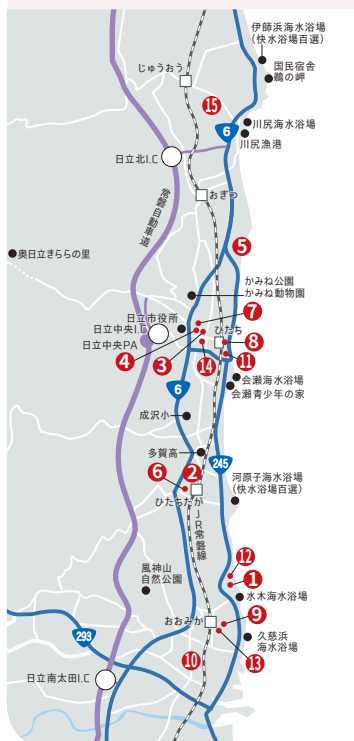 伊師浜海水浴場
(快水浴場百選)
じゅうおう
国民宿舎
鵜の岬
15
6
川尻海水浴場
川尻漁港
日立北I.C
おぎつ
常磐自動車道
5
奥日立きららの里
かみね公園
かみね動物園
7
日立市役所
日立中央I.C
日立中央PA
ひたち
8
4
3
14
11
会瀬海水浴場
会瀬青少年の家
6
成沢小
多賀高
245
6
2
ひたちたが
河原子海水浴場
(快水浴場百選)
JR常磐線
12
1
風神山
自然公園
水木海水浴場
おおみか
9
293
久慈浜
海水浴場
13
10
日立南太田I.C